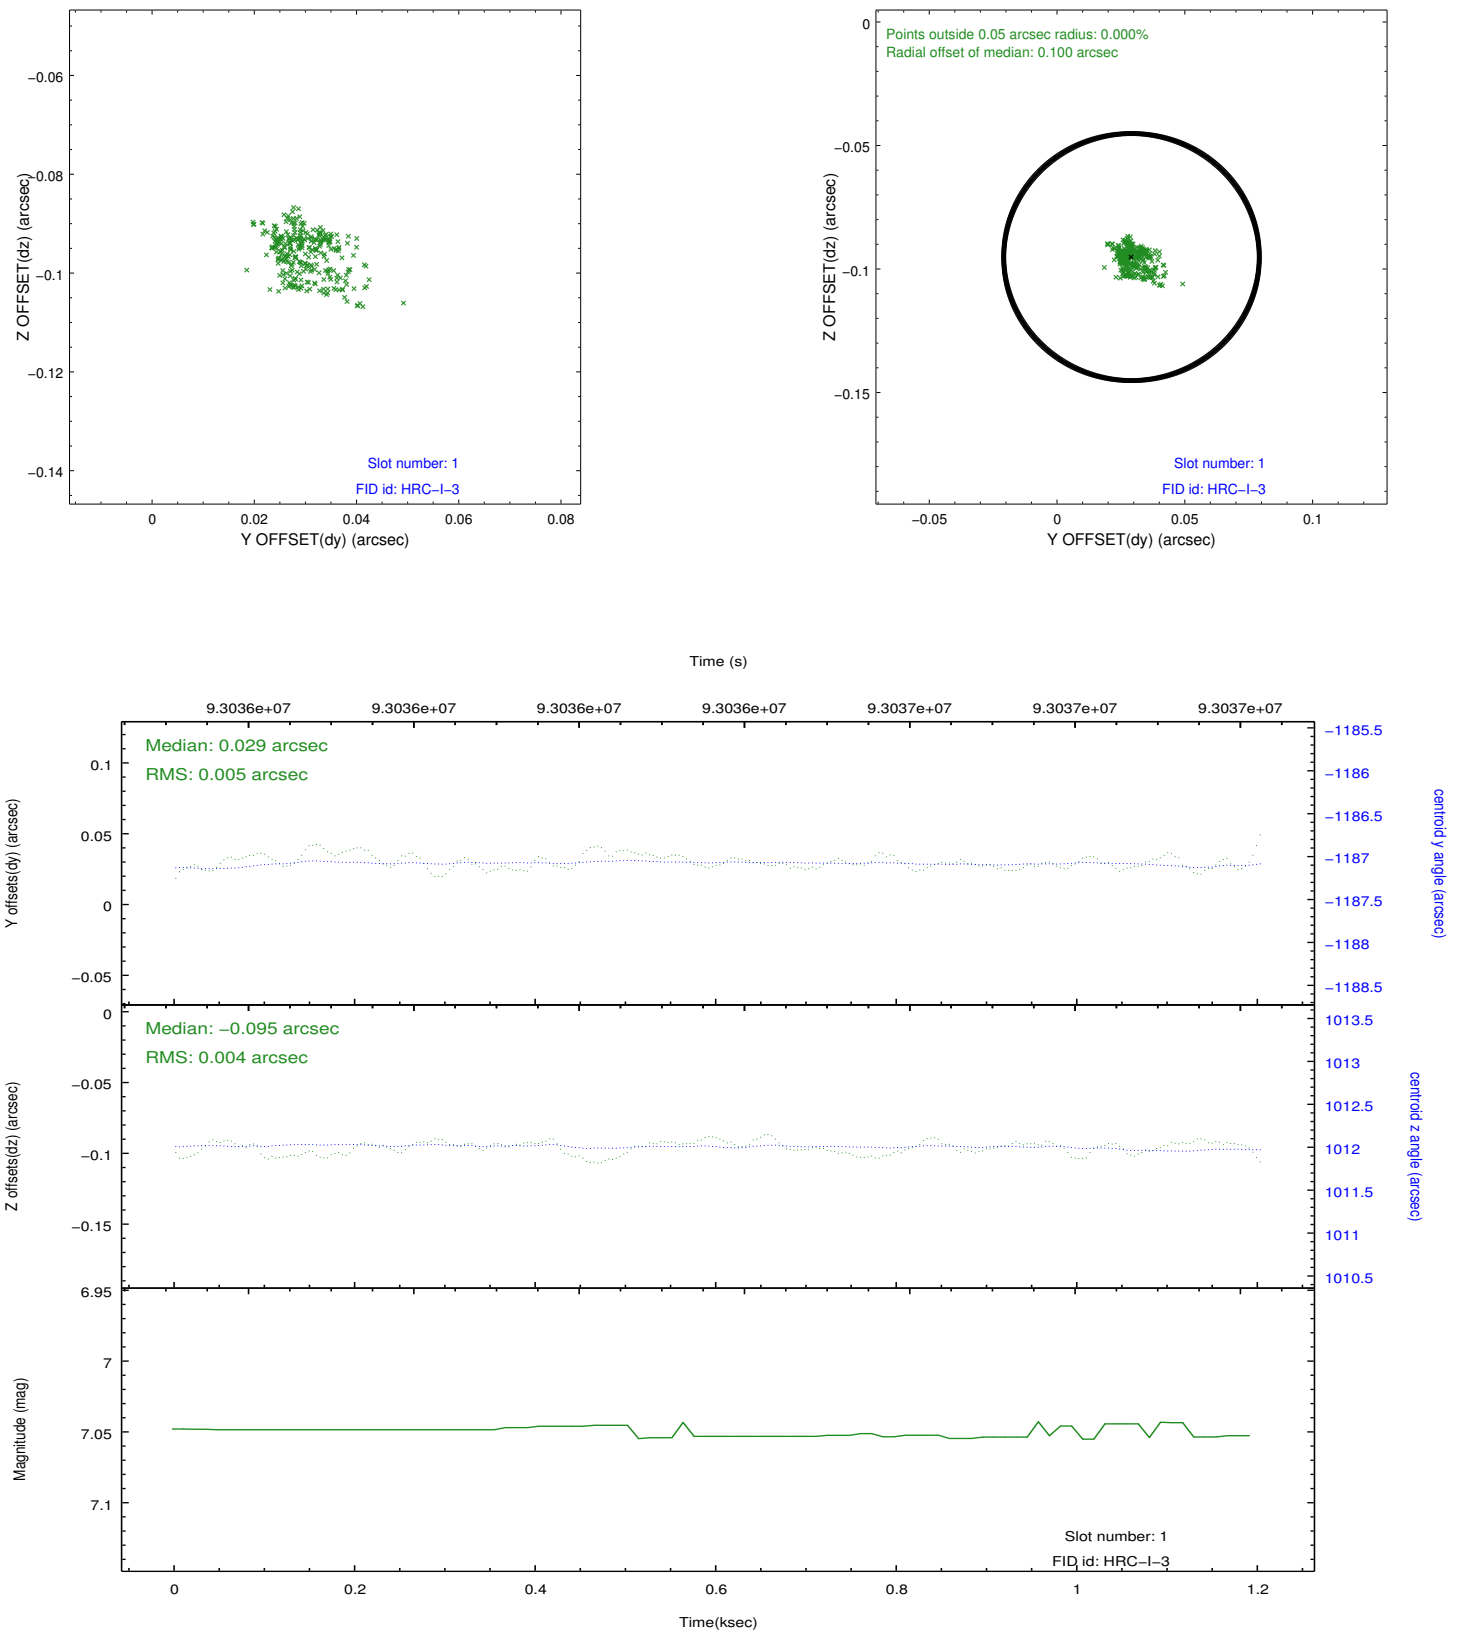 −0.06
−0.08
−0.1
−0.12
−0.14
Z OFFSET(dz) (arcsec)
Slot number: 1
FID id: HRC−I−3
0 0.02 0.04 0.06 0.08
Y OFFSET(dy) (arcsec)
Points outside 0.05 arcsec radius: 0.000%
Radial offset of median: 0.100 arcsec
0
−0.05
−0.1
−0.15
Z OFFSET(dz) (arcsec)
Slot number: 1
FID id: HRC−I−3
−0.05 0 0.05 0.1
Y OFFSET(dy) (arcsec)
Time (s)
9.3036e+07 9.3036e+07 9.3036e+07 9.3036e+07 9.3037e+07 9.3037e+07 9.3037e+07
Median: 0.029 arcsec
RMS: 0.005 arcsec
0.1
0.05
0
−0.05
Y offsets(dy) (arcsec)
−1185.5
−1186
−1186.5
−1187
−1187.5
−1188
−1188.5
centroid y angle (arcsec)
Median: −0.095 arcsec
RMS: 0.004 arcsec
0
−0.05
−0.1
−0.15
Z offsets(dz) (arcsec)
1013.5
1013
1012.5
1012
1011.5
1011
1010.5
centroid z angle (arcsec)
6.95
7
7.05
7.1
Magnitude (mag)
Slot number: 1
FID id: HRC−I−3
0 0.2 0.4 0.6 0.8 1 1.2
Time(ksec)